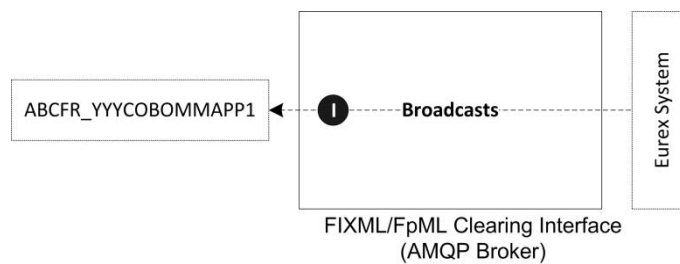 ABCFR_YYYCOBOMMAPP1
I
Broadcasts
Eurex System
FIXML/FpML Clearing Interface
(AMQP Broker)